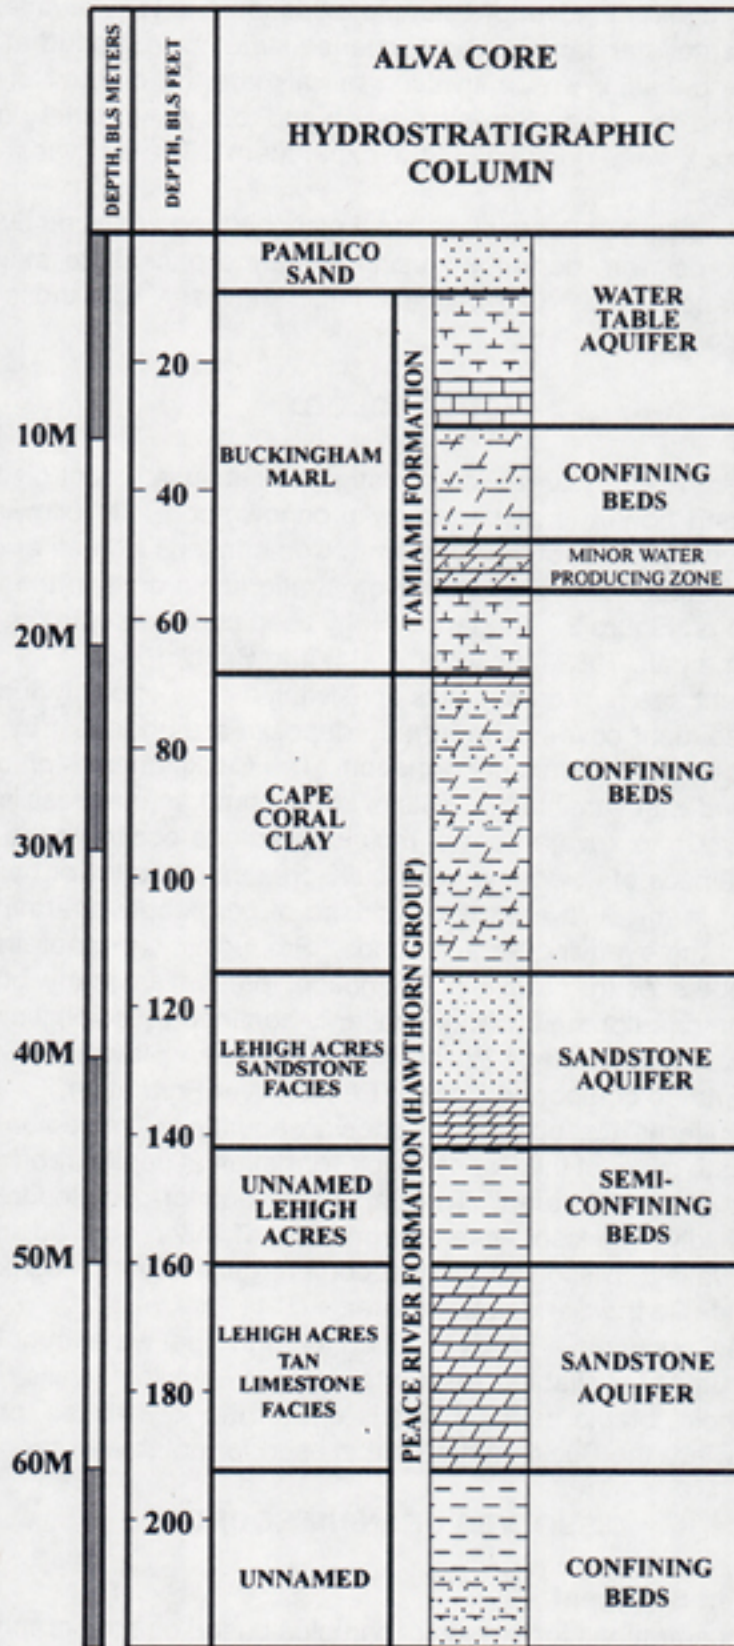 DEPTH, BLS METERS
DEPTH, BLS FEET
ALVA CORE
HYDROSTRATIGRAPHIC
COLUMN
PAMLICO
SAND
WATER
TABLE
AQUIFER
20
10M
BUCKINGHAM
MARL
TAMIAMI FORMATION
CONFINING
BEDS
40
MINOR WATER
PRODUCING ZONE
60
20M
80
CONFINING
BEDS
CAPE
CORAL
CLAY
30M
100
PEACE RIVER FORMATION (HAWTHORN GROUP)
120
40M
LEHIGH ACRES
SANDSTONE
FACIES
SANDSTONE
AQUIFER
140
UNNAMED
LEHIGH
ACRES
SEMI-
CONFINING
BEDS
50M
160
LEHIGH ACRES
TAN
LIMESTONE
FACIES
SANDSTONE
AQUIFER
180
60M
200
UNNAMED
CONFINING
BEDS